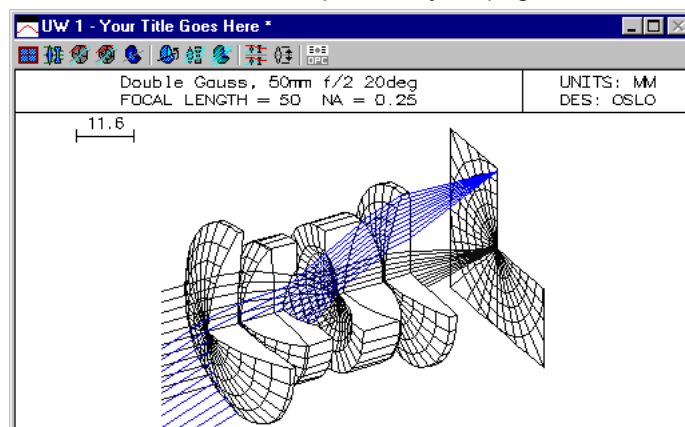 UW 1 - Your Title Goes Here *
Double Gauss, 50mm f/2 20deg
FOCAL LENGTH = 50 NA = 0.25
UNITS: MM
DES: OSLO
11.6